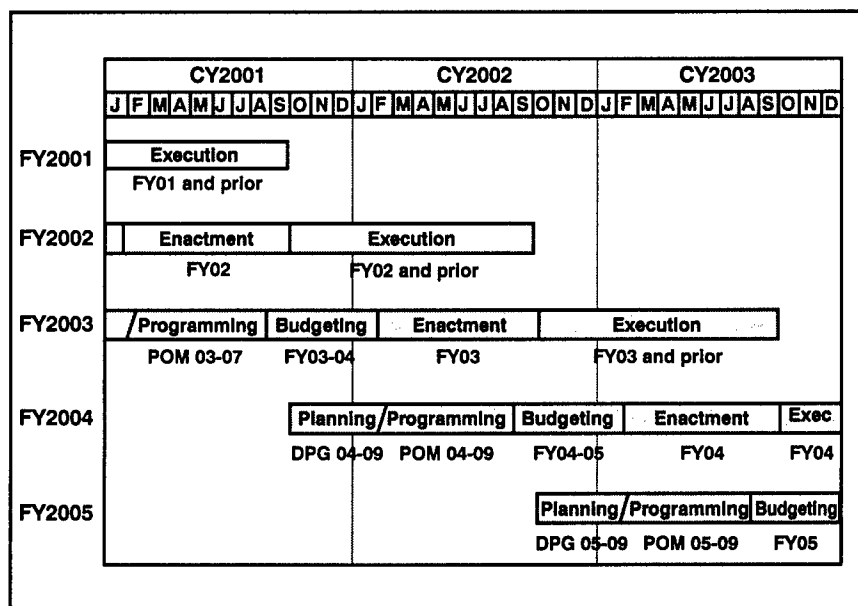 CY2001 CY2002 CY2003
J F M A M J J A S O N D J F M A M J J A S O N D J F M A M J J A S O N D
FY2001 Execution
FY01 and prior
FY2002 Enactment Execution
FY02 FY02 and prior
FY2003 /Programming Budgeting Enactment Execution
POM 03-07 FY03-04 FY03 FY03 and prior
FY2004 Planning/Programming Budgeting Enactment Exec
DPG 04-09 POM 04-09 FY04-05 FY04 FY04
FY2005 Planning/Programming Budgeting
DPG 05-09 POM 05-09 FY05